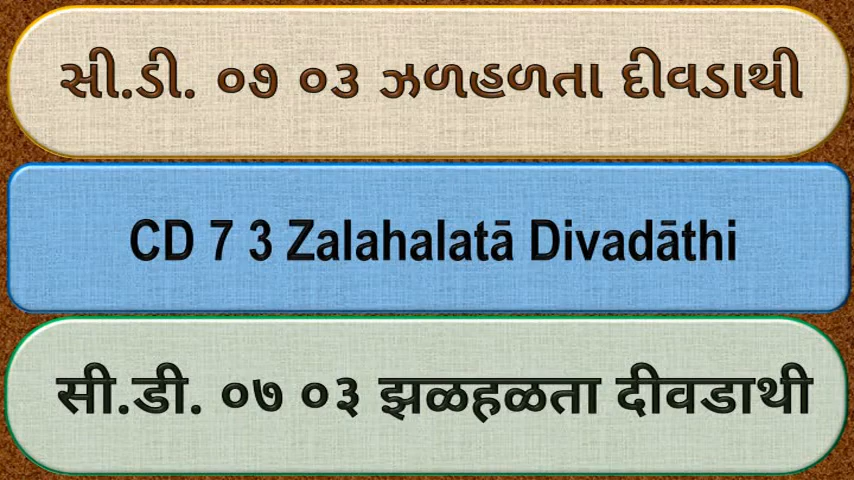 સી.ડી. ૦૭ ૦૩ ઝળહળતા દીવડાથી
CD 7 3 Zalahalatā Divadāthi
सी.डी. ०७ ०३ झळहळता दीवडाथी